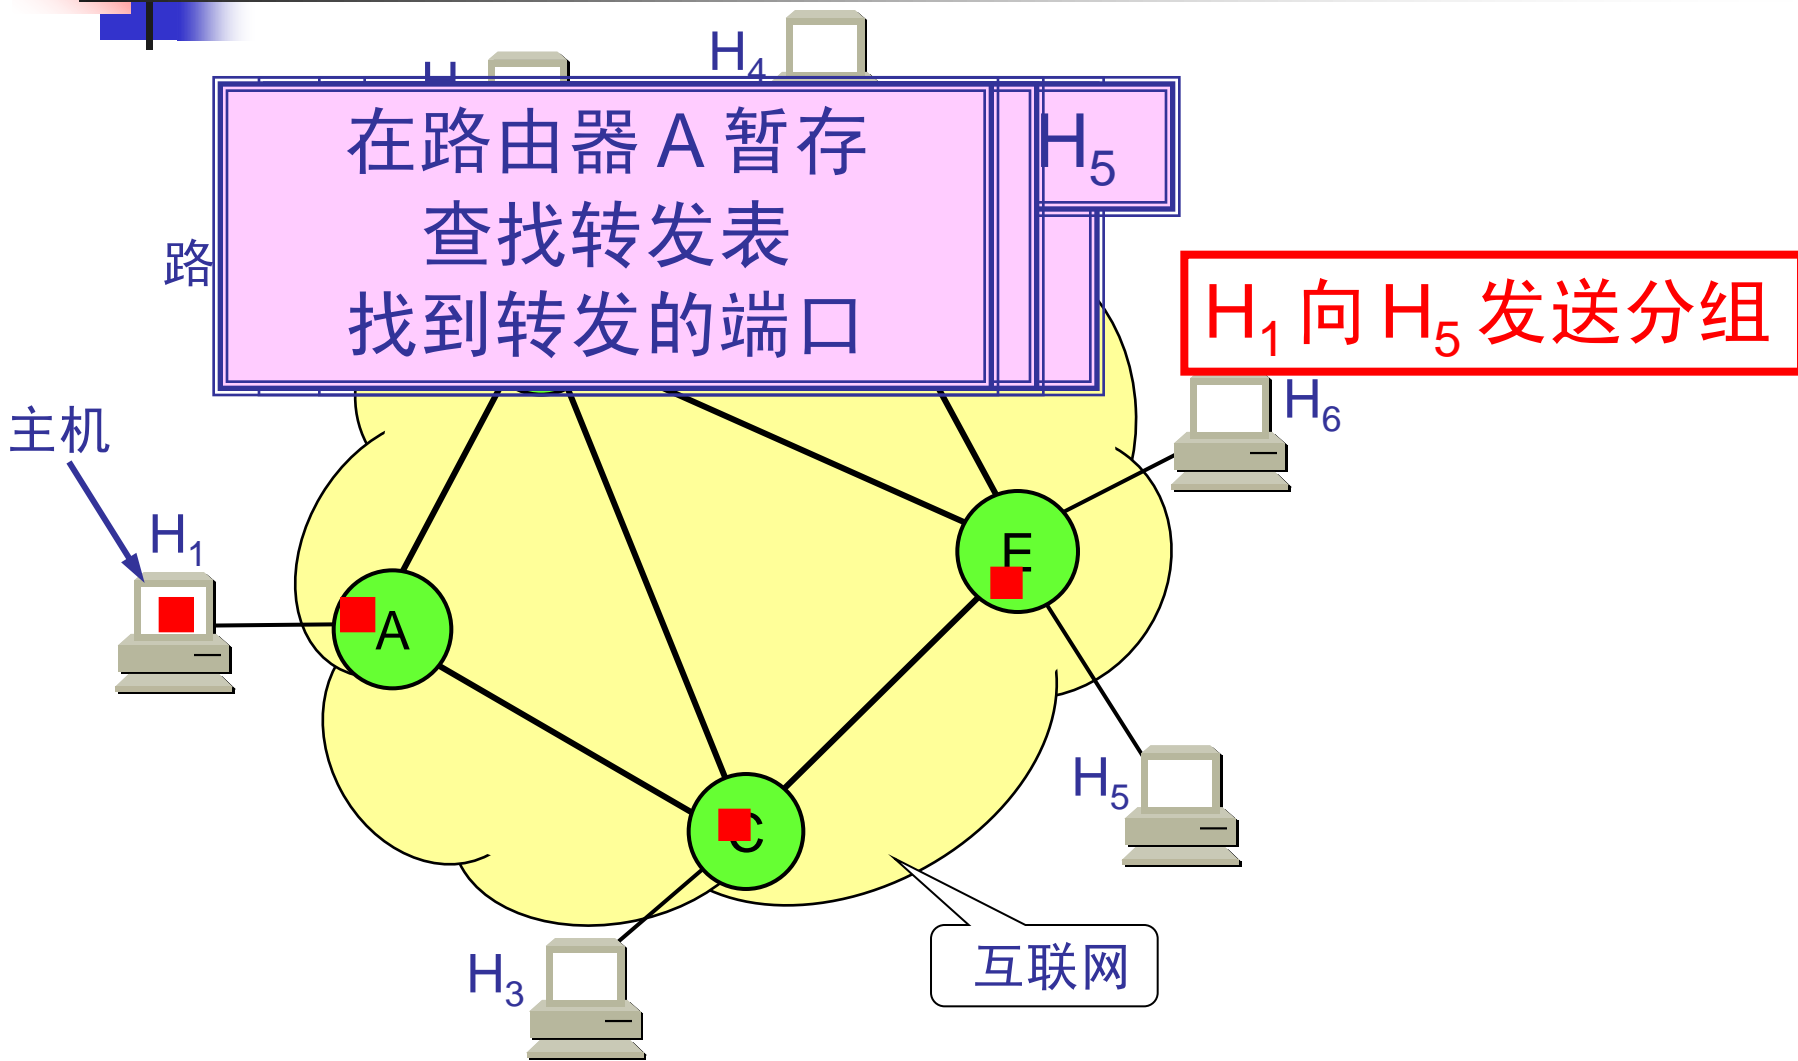 H4
H
在路由器 A 暂存
查找转发表
找到转发的端口
H5
路
H1 向 H5 发送分组
H6
主机
H1
E
A
H5
C
互联网
H3